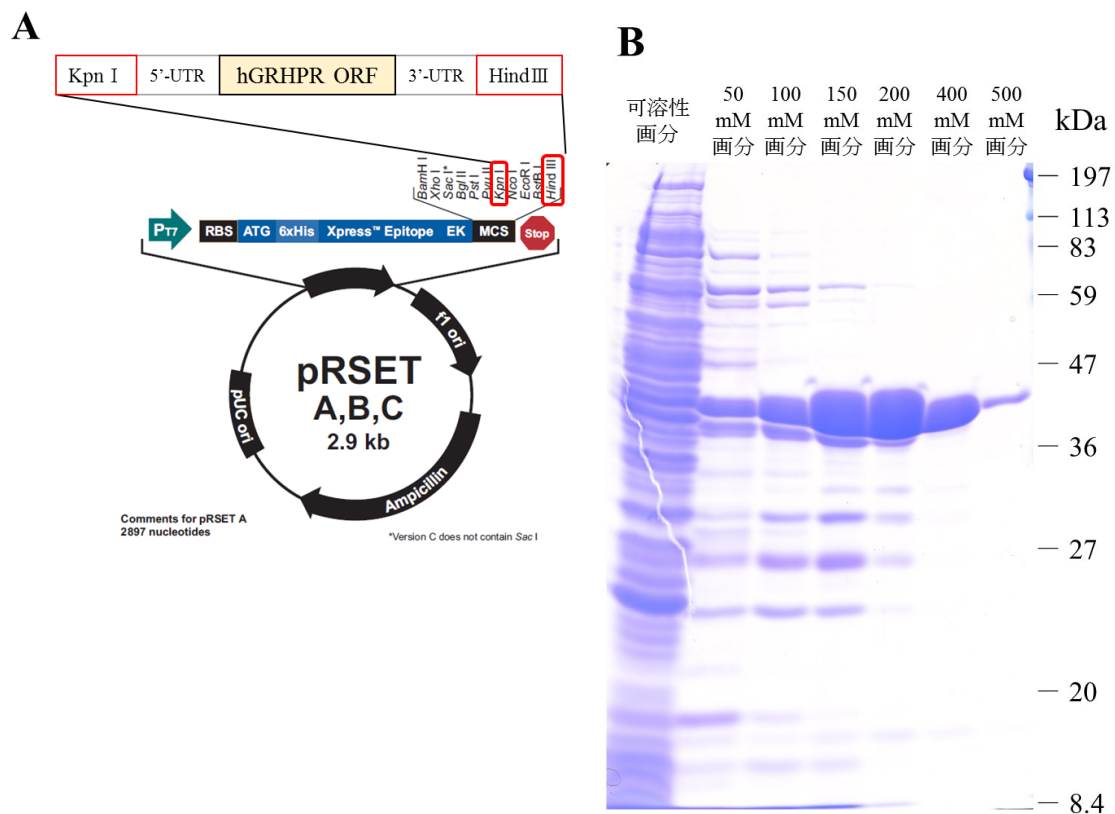 A
Kpn I
5’-UTR
hGRHPR ORF
3’-UTR
HindIII
BamH I
Xho I
Sac I*
Bgl II
Pst I
Pvu II
Kpn I
Nco I
EcoR I
BstB I
Hind III
PT7
RBS
ATG
6xHis
Xpress™ Epitope
EK
MCS
Stop
f1 ori
pUC ori
pRSET
A,B,C
2.9 kb
Ampicillin
Comments for pRSET A
2897 nucleotides
*Version C does not contain Sac I
B
可溶性
画分
50
mM
画分
100
mM
画分
150
mM
画分
200
mM
画分
400
mM
画分
500
mM
画分
kDa
197
113
83
59
47
36
27
20
8.4